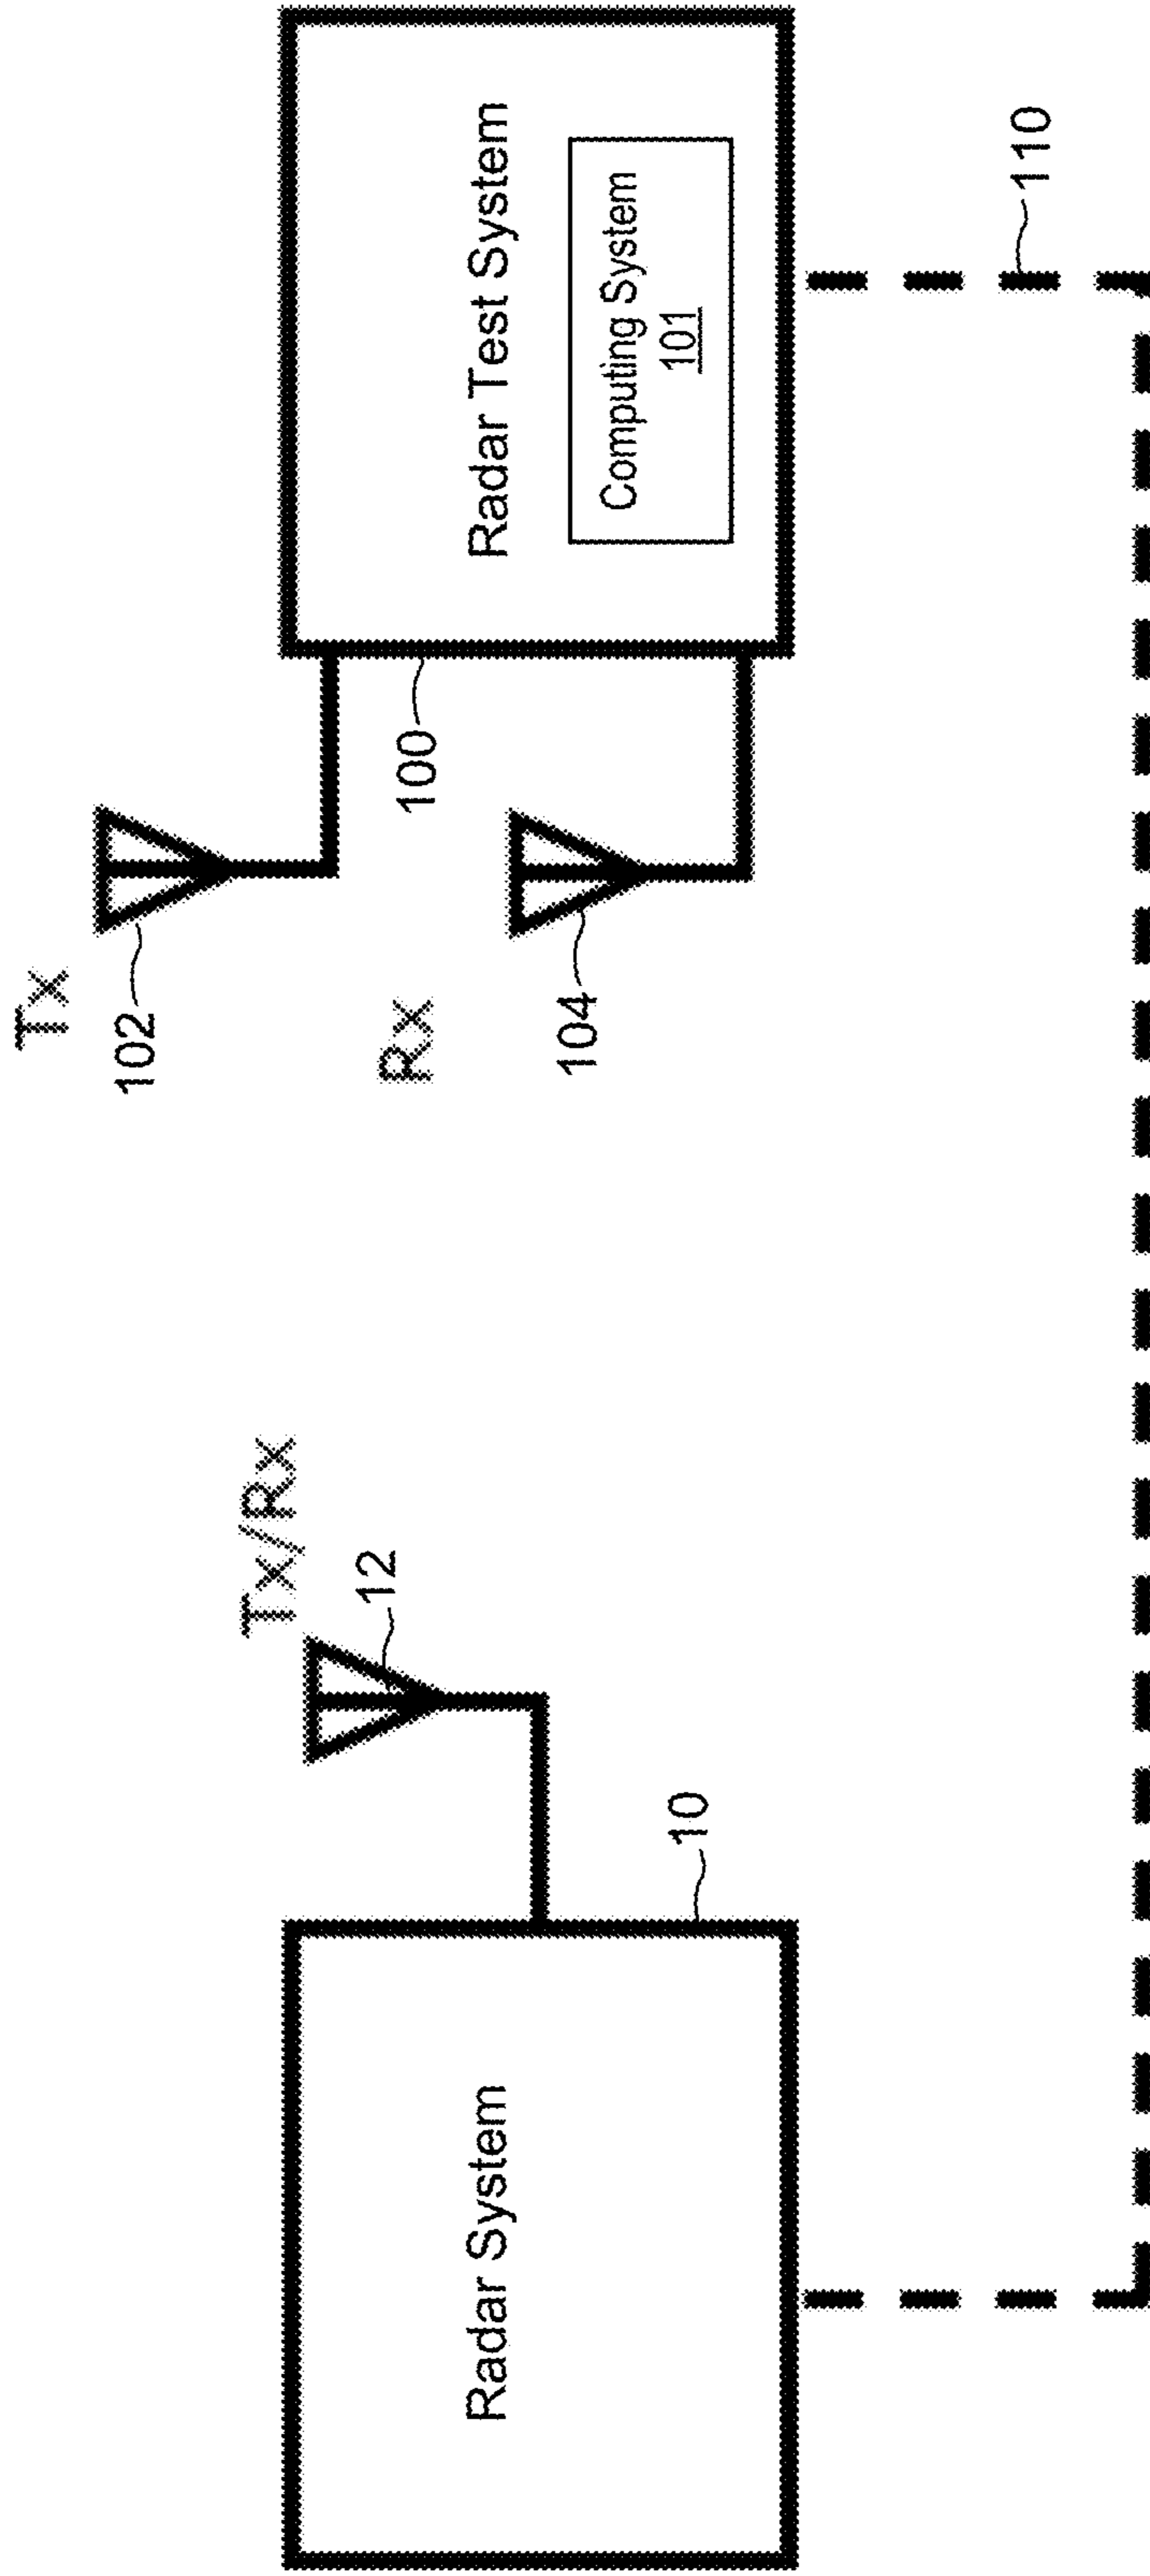 Radar System
10
12
Tx/Rx
Tx
102
Rx
104
100
Radar Test System
Computing System
101
110